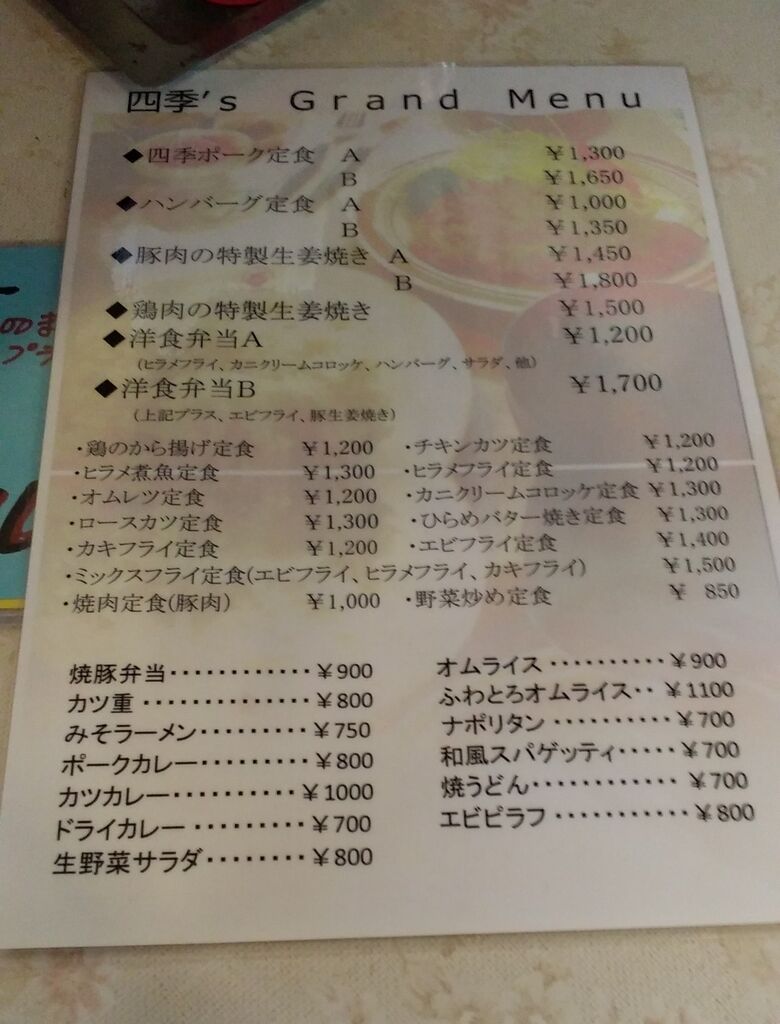 四季's Grand Menu
◆四季ポーク定食 A ￥1,300
B ￥1,650
◆ハンバーグ定食 A ￥1,000
B ￥1,350
◆豚肉の特製生姜焼き A ￥1,450
B ￥1,800
◆鶏肉の特製生姜焼き ￥1,500
◆洋食弁当A ￥1,200
(ヒラメフライ、カニクリームコロッケ、ハンバーグ、サラダ、他)
◆洋食弁当B ￥1,700
(上記プラス、エビフライ、豚生姜焼き)
・鶏のから揚げ定食 ￥1,200 ・チキンカツ定食 ￥1,200
・ヒラメ煮魚定食 ￥1,300 ・ヒラメフライ定食 ￥1,200
・オムレツ定食 ￥1,200 ・カニクリームコロッケ定食 ￥1,300
・ロースカツ定食 ￥1,300 ・ひらめバター焼き定食 ￥1,300
・カキフライ定食 ￥1,200 ・エビフライ定食 ￥1,400
・ミックスフライ定食(エビフライ、ヒラメフライ、カキフライ) ￥1,500
・焼肉定食(豚肉) ￥1,000 ・野菜炒め定食 ￥ 850
焼豚弁当････････････￥900
カツ重 ･･････････････￥800
みそラーメン･････････￥750
ポークカレー･････････￥800
カツカレー･･･････････￥1000
ドライカレー ･････････￥700
生野菜サラダ････････￥800
オムライス ･･････････￥900
ふわとろオムライス･･ ￥1100
ナポリタン ･･････････￥700
和風スパゲッティ･････￥700
焼うどん････････････ ￥700
エビピラフ ･･･････････￥800
のま
プラ